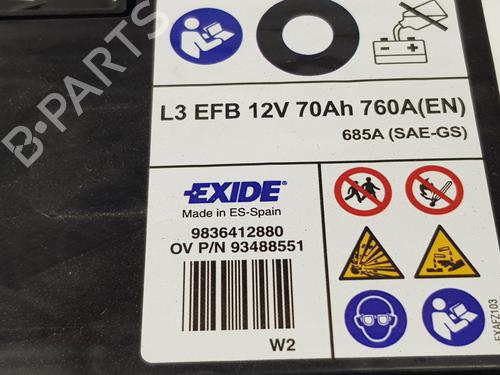 L3 EFB 12V 70Ah 760A(EN)
685A (SAE-GS)
EXIDE
Made in ES-Spain
9836412880
OV P/N 93488551
W2
EXAFZ103
B-Parts